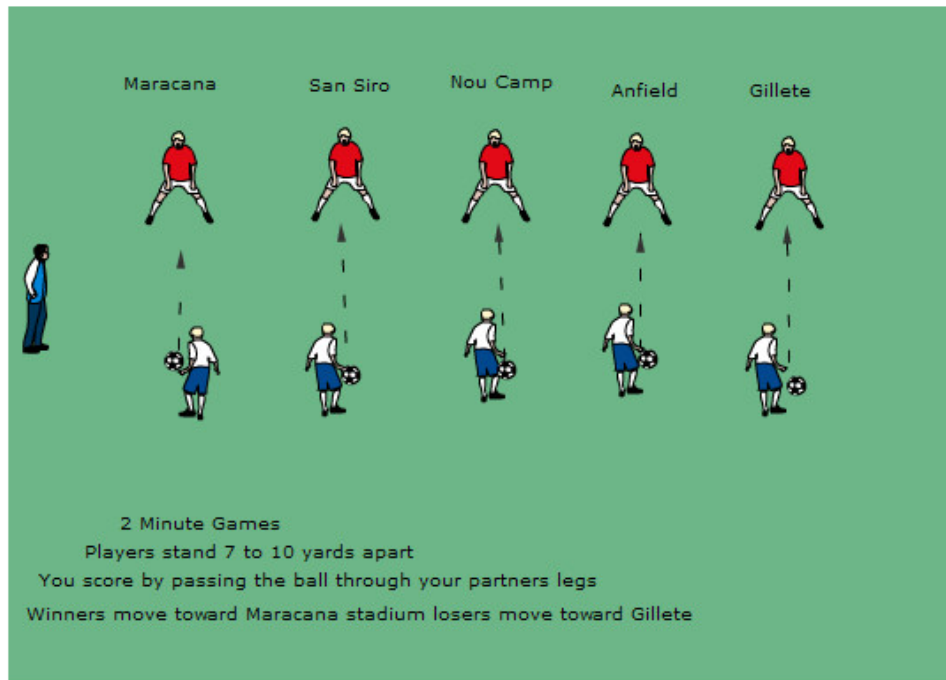 Maracana
San Siro
Nou Camp
Anfield
Gillete
2 Minute Games
Players stand 7 to 10 yards apart
You score by passing the ball through your partners legs
Winners move toward Maracana stadium losers move toward Gillete